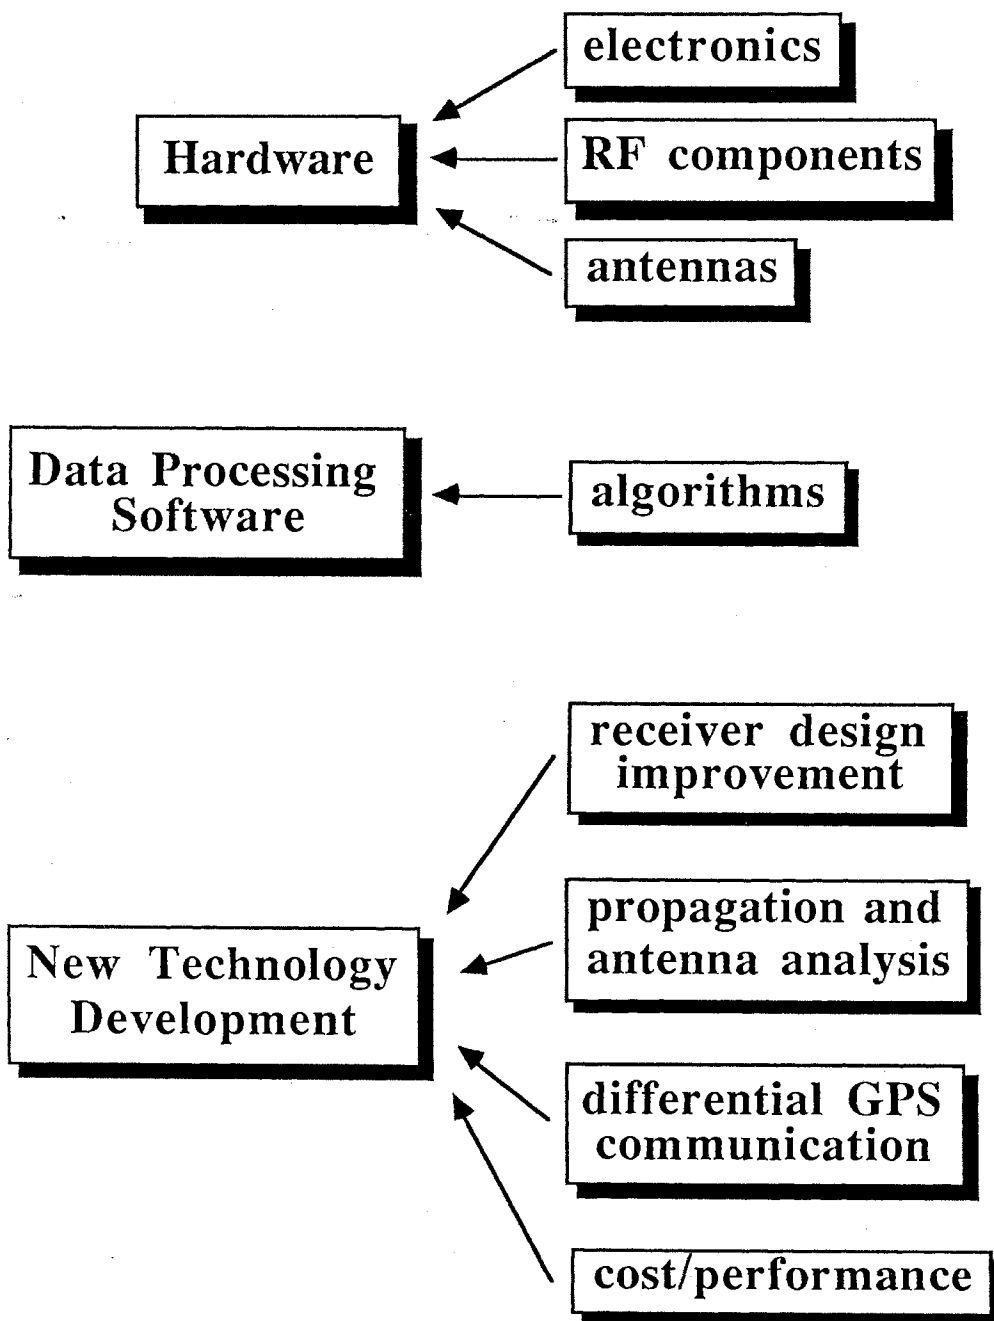 electronics
Hardware
RF components
antennas
Data Processing
Software
algorithms
receiver design
improvement
propagation and
antenna analysis
New Technology
Development
differential GPS
communication
cost/performance